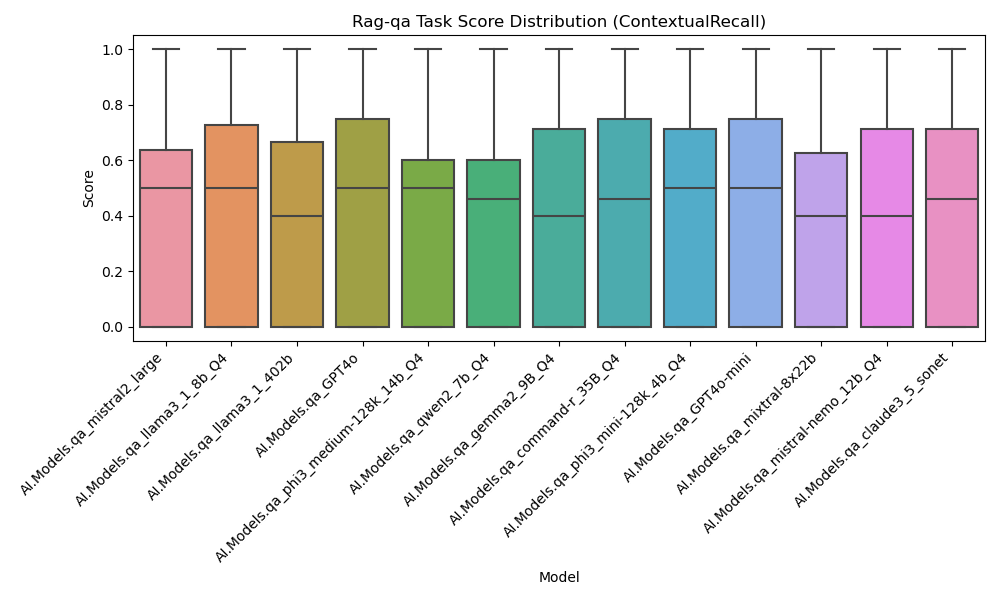 Rag-qa Task Score Distribution (ContextualRecall)
1.0
0.8
0.6
0.4
0.2
0.0
Score
AI.Models.qa_mistral2_large
AI.Models.qa_llama3_1_8b_Q4
AI.Models.qa_llama3_1_402b
AI.Models.qa_GPT4o
AI.Models.qa_phi3_medium-128k_14b_Q4
AI.Models.qa_qwen2_7b_Q4
AI.Models.qa_gemma2_9B_Q4
AI.Models.qa_command-r_35B_Q4
AI.Models.qa_phi3_mini-128k_4b_Q4
AI.Models.qa_GPT4o-mini
AI.Models.qa_mixtral-8x22b
AI.Models.qa_mistral-nemo_12b_Q4
AI.Models.qa_claude3_5_sonet
Model